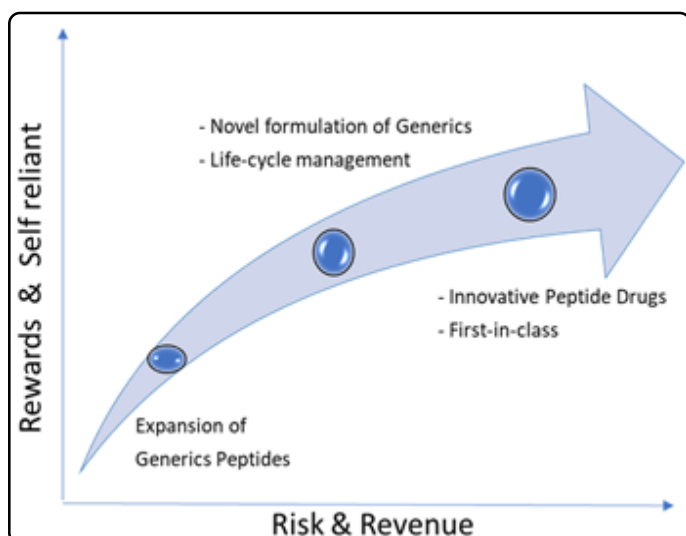 Rewards & Self reliant
- Novel formulation of Generics
- Life-cycle management
- Innovative Peptide Drugs
- First-in-class
Expansion of
Generics Peptides
Risk & Revenue